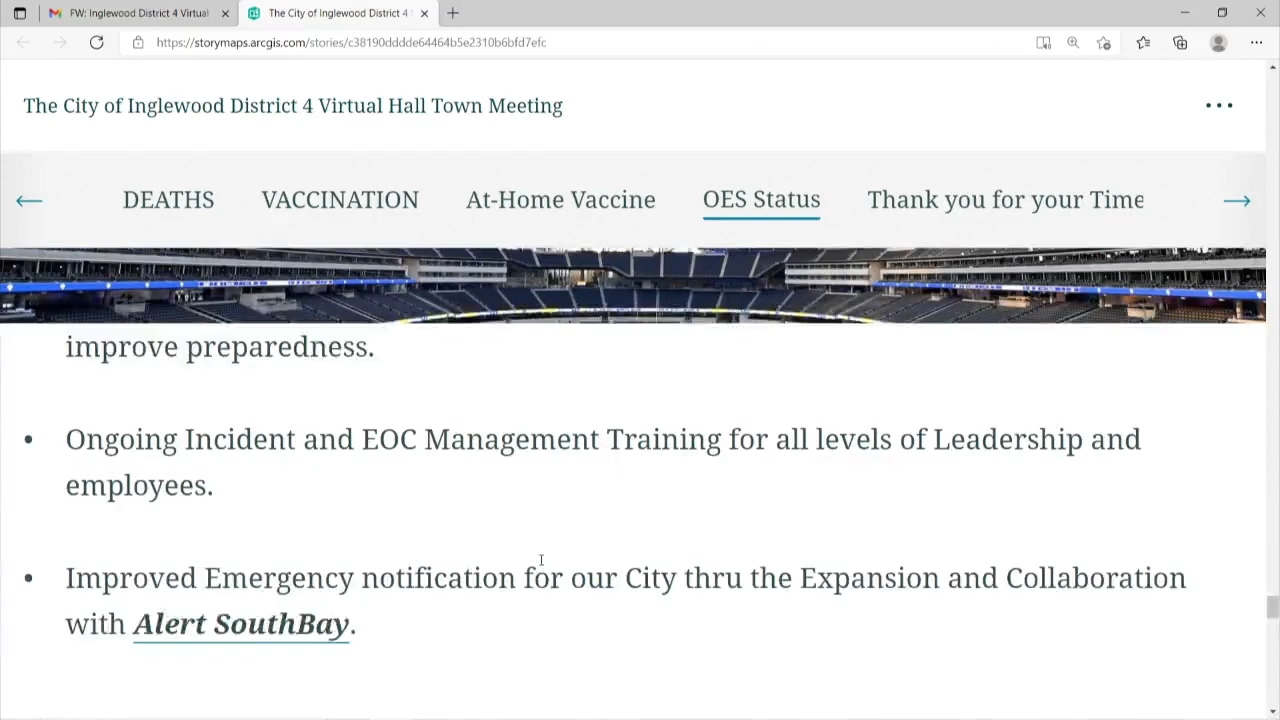 FW: Inglewood District 4 Virtual
The City of Inglewood District 4
https://storymaps.arcgis.com/stories/c38190dddde64464b5e2310b6bfd7efc
The City of Inglewood District 4 Virtual Hall Town Meeting
DEATHS VACCINATION At-Home Vaccine OES Status Thank you for your Time
improve preparedness.
• Ongoing Incident and EOC Management Training for all levels of Leadership and
employees.
• Improved Emergency notification for our City thru the Expansion and Collaboration
with Alert SouthBay.